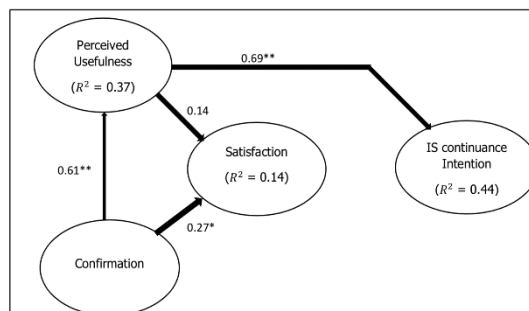 Perceived
Usefulness
(R² = 0.37)
0.69**
0.14
Satisfaction
(R² = 0.14)
IS continuance
Intention
(R² = 0.44)
0.61**
0.27*
Confirmation